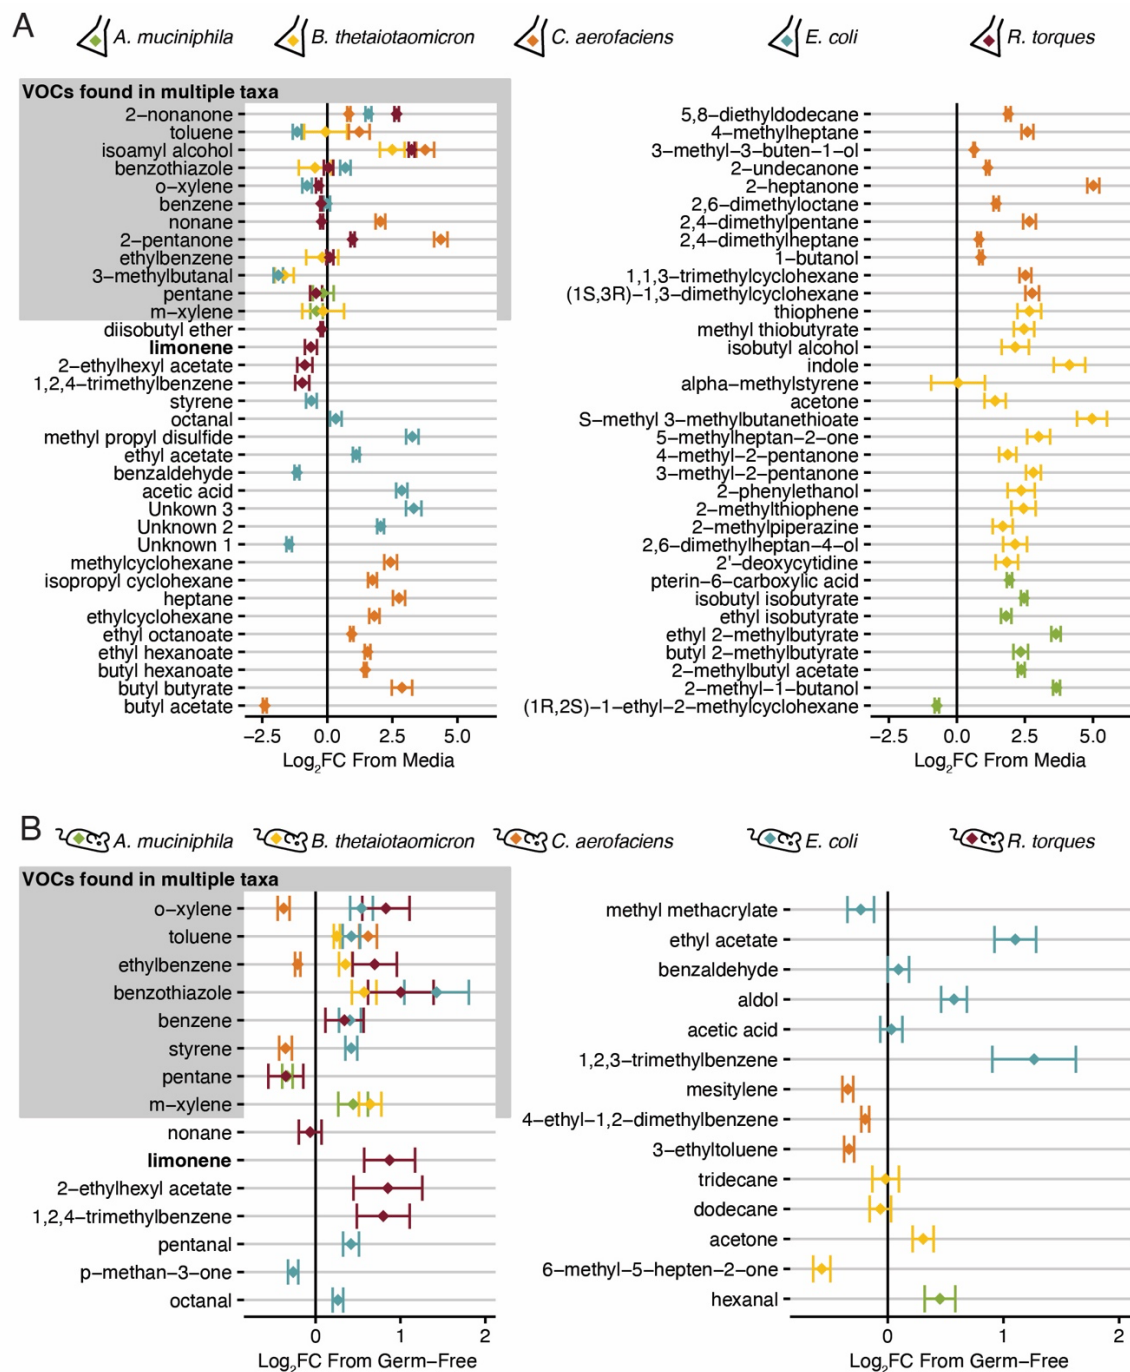 A
A. muciniphila B. thetaiotaomicron C. aerofaciens E. coli R. torques
VOCs found in multiple taxa
2−nonanone
toluene
isoamyl alcohol
benzothiazole
o−xylene
benzene
nonane
2−pentanone
ethylbenzene
3−methylbutanal
pentane
m−xylene
diisobutyl ether
limonene
2−ethylhexyl acetate
1,2,4−trimethylbenzene
styrene
octanal
methyl propyl disulfide
ethyl acetate
benzaldehyde
acetic acid
Unkown 3
Unknown 2
Unknown 1
methylcyclohexane
isopropyl cyclohexane
heptane
ethylcyclohexane
ethyl octanoate
ethyl hexanoate
butyl hexanoate
butyl butyrate
butyl acetate
−2.5 0.0 2.5 5.0
Log₂FC From Media
5,8−diethyldodecane
4−methylheptane
3−methyl−3−buten−1−ol
2−undecanone
2−heptanone
2,6−dimethyloctane
2,4−dimethylpentane
2,4−dimethylheptane
1−butanol
1,1,3−trimethylcyclohexane
(1S,3R)−1,3−dimethylcyclohexane
thiophene
methyl thiobutyrate
isobutyl alcohol
indole
alpha−methylstyrene
acetone
S−methyl 3−methylbutanethioate
5−methylheptan−2−one
4−methyl−2−pentanone
3−methyl−2−pentanone
2−phenylethanol
2−methylthiophene
2−methylpiperazine
2,6−dimethylheptan−4−ol
2'−deoxycytidine
pterin−6−carboxylic acid
isobutyl isobutyrate
ethyl isobutyrate
ethyl 2−methylbutyrate
butyl 2−methylbutyrate
2−methylbutyl acetate
2−methyl−1−butanol
(1R,2S)−1−ethyl−2−methylcyclohexane
−2.5 0.0 2.5 5.0
Log₂FC From Media
B
A. muciniphila B. thetaiotaomicron C. aerofaciens E. coli R. torques
VOCs found in multiple taxa
o−xylene
toluene
ethylbenzene
benzothiazole
benzene
styrene
pentane
m−xylene
nonane
limonene
2−ethylhexyl acetate
1,2,4−trimethylbenzene
pentanal
p−methan−3−one
octanal
0 1 2
Log₂FC From Germ−Free
methyl methacrylate
ethyl acetate
benzaldehyde
aldol
acetic acid
1,2,3−trimethylbenzene
mesitylene
4−ethyl−1,2−dimethylbenzene
3−ethyltoluene
tridecane
dodecane
acetone
6−methyl−5−hepten−2−one
hexanal
0 1 2
Log₂FC From Germ−Free